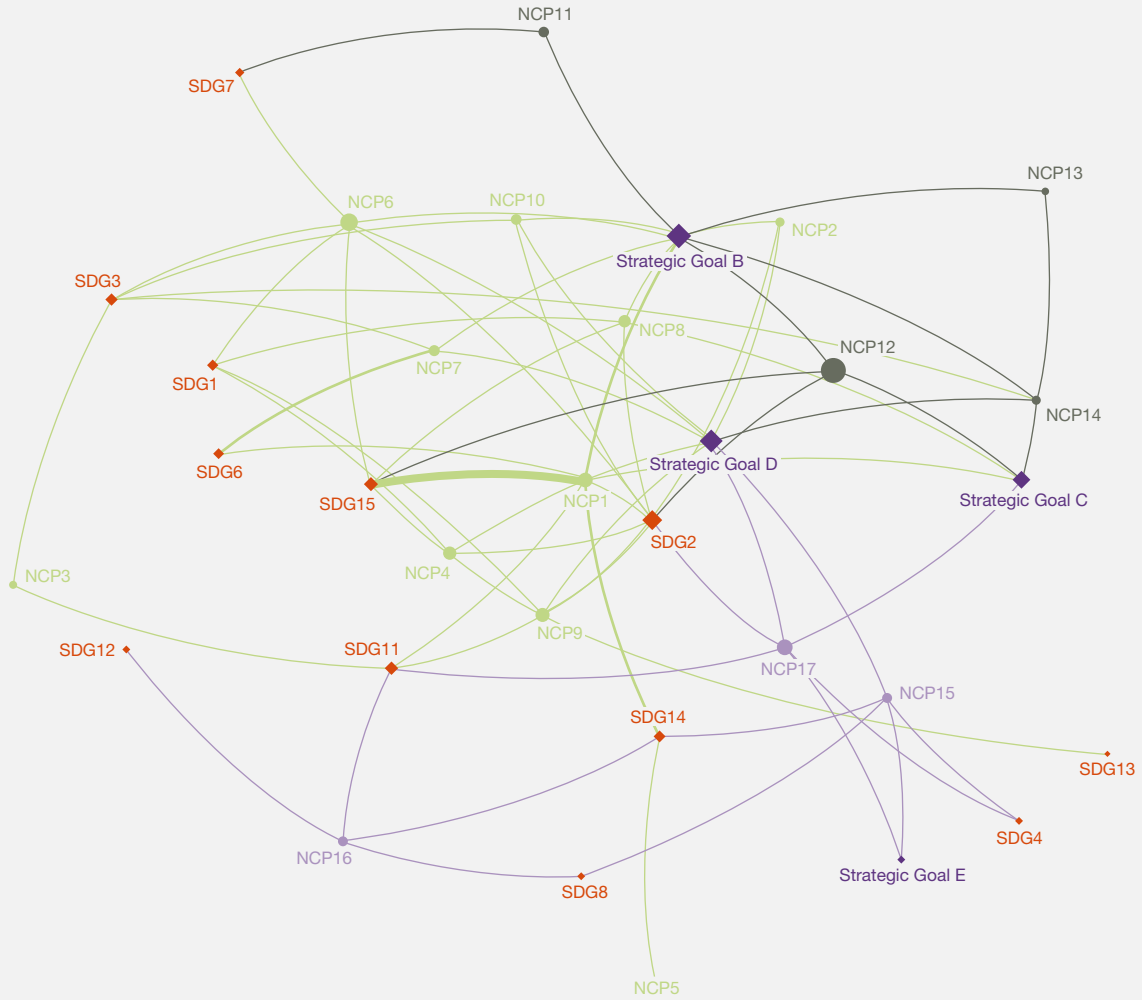 NCP11
SDG7
NCP13
NCP6
NCP10
NCP2
Strategic Goal B
SDG3
NCP8
NCP12
NCP7
SDG1
NCP14
SDG6
Strategic Goal D
SDG15
NCP1
Strategic Goal C
SDG2
NCP4
NCP3
NCP9
SDG12
SDG11
NCP17
NCP15
SDG14
SDG13
SDG4
NCP16
Strategic Goal E
SDG8
NCP5